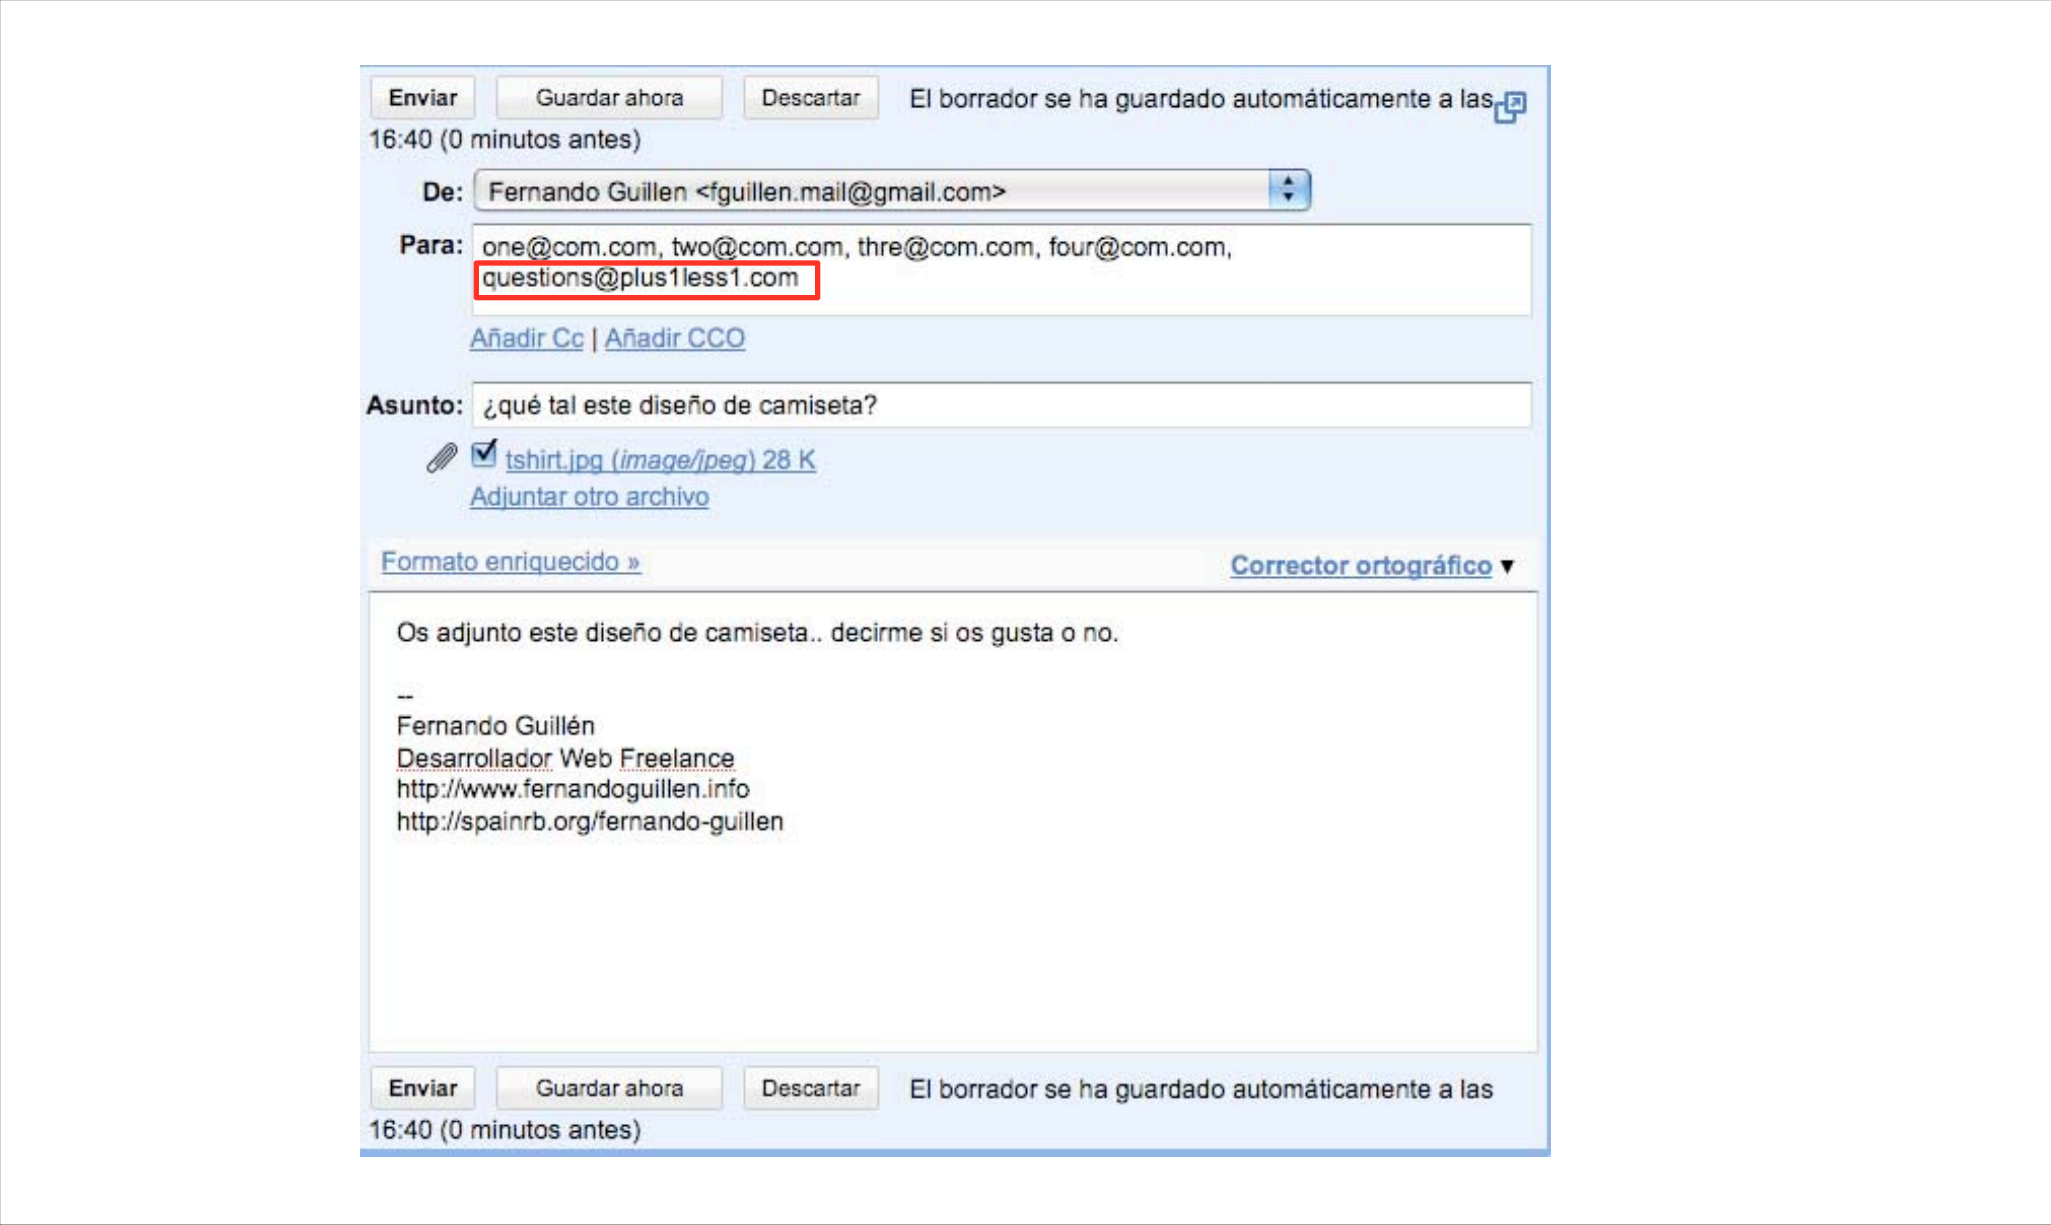 Enviar Guardar ahora Descartar El borrador se ha guardado automáticamente a las
16:40 (0 minutos antes)
De: Fernando Guillen <fguillen.mail@gmail.com>
Para: one@com.com, two@com.com, thre@com.com, four@com.com,
questions@plus1less1.com
Añadir Cc | Añadir CCO
Asunto: ¿qué tal este diseño de camiseta?
tshirt.jpg (image/jpeg) 28 K
Adjuntar otro archivo
Formato enriquecido » Corrector ortográfico ▼
Os adjunto este diseño de camiseta.. decirme si os gusta o no.
--
Fernando Guillén
Desarrollador Web Freelance
http://www.fernandoguillen.info
http://spainrb.org/fernando-guillen
Enviar Guardar ahora Descartar El borrador se ha guardado automáticamente a las
16:40 (0 minutos antes)